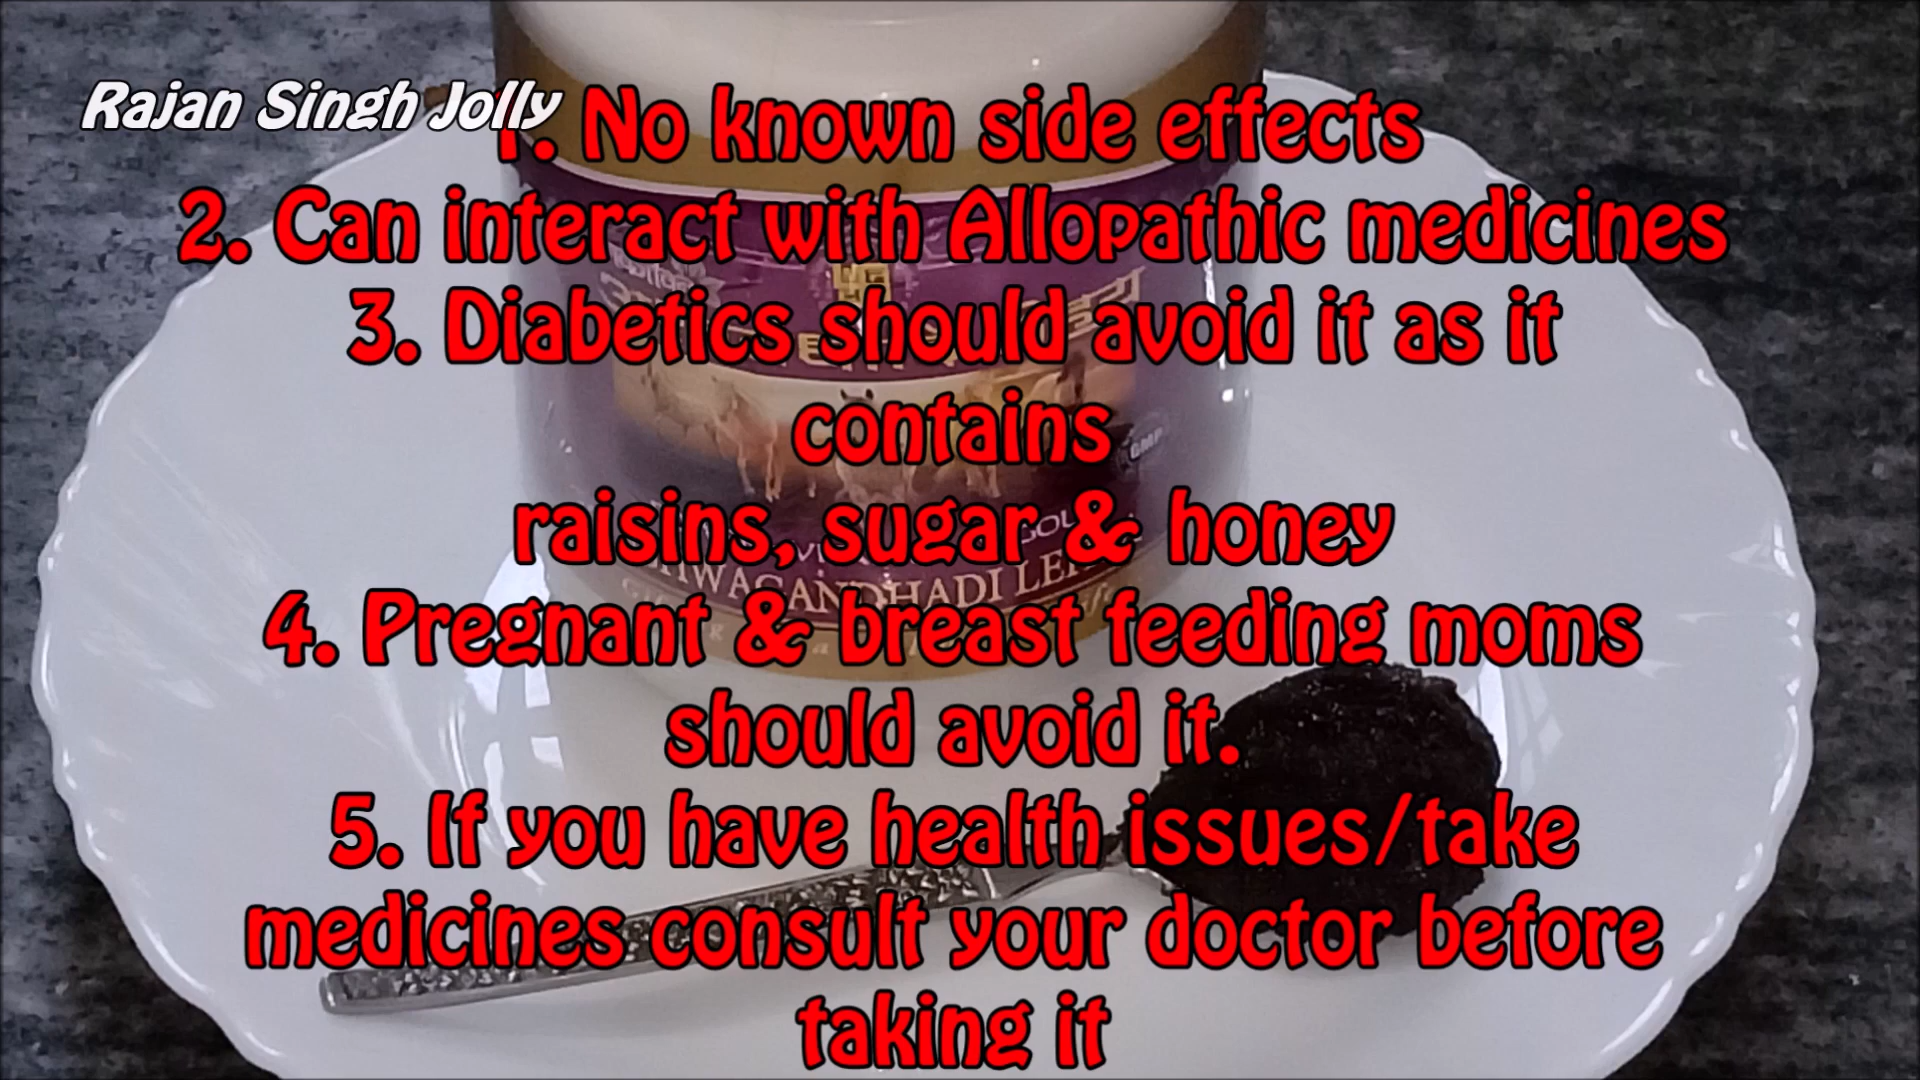 Rajan Singh Jolly
1. No known side effects
2. Can interact with Allopathic medicines
3. Diabetics should avoid it as it
contains
raisins, sugar & honey
4. Pregnant & breast feeding moms
should avoid it.
5. If you have health issues/take
medicines consult your doctor before
taking it
GMP